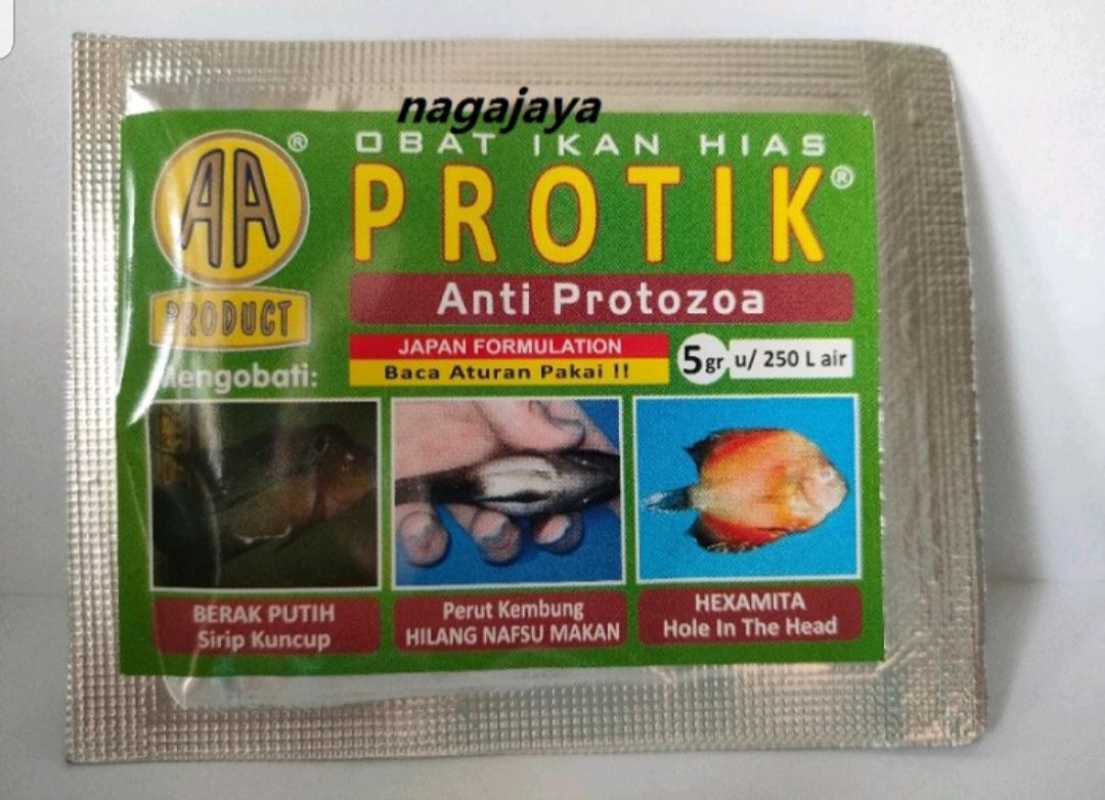 nagajaya
OBAT IKAN HIAS
AA
PRODUCT
PROTIK
Anti Protozoa
JAPAN FORMULATION
Baca Aturan Pakai !!
5gr u/ 250 L air
Mengobati:
BERAK PUTIH
Sirip Kuncup
Perut Kembung
HILANG NAFSU MAKAN
HEXAMITA
Hole In The Head